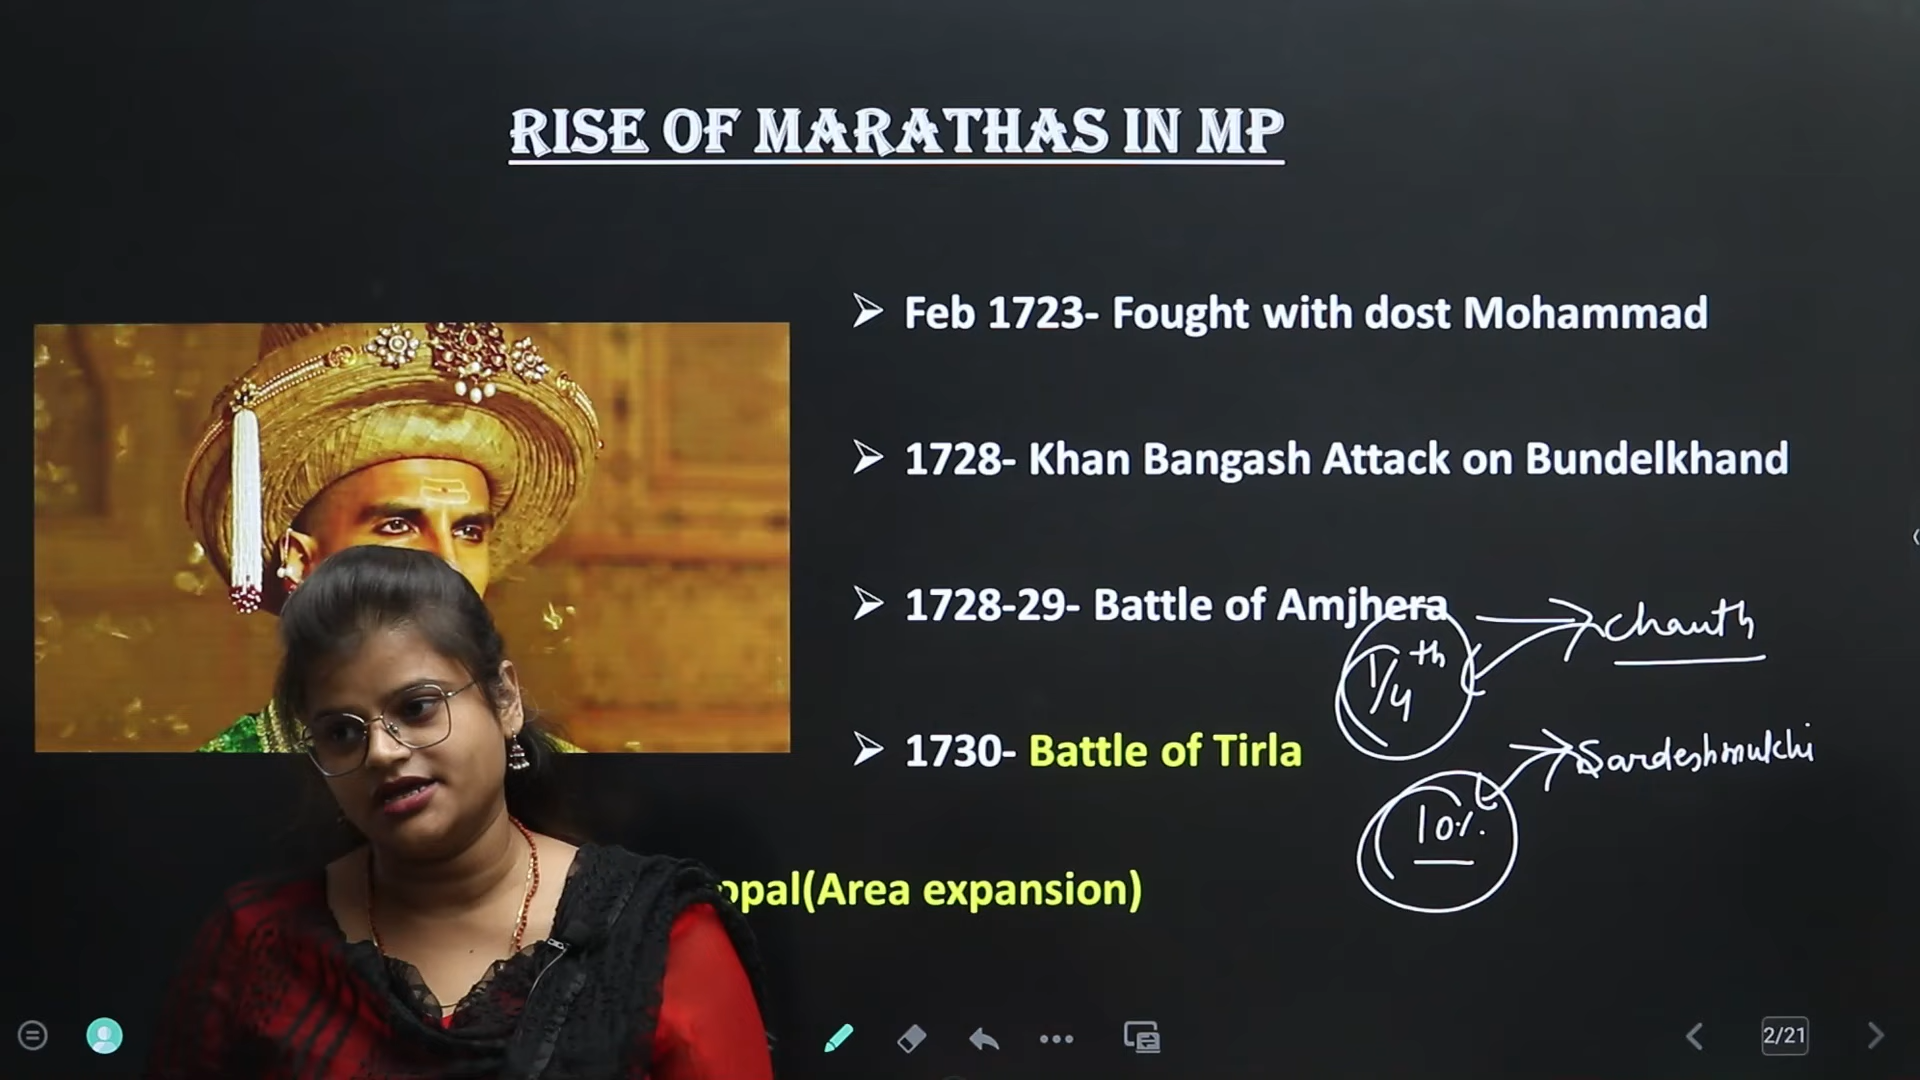 RISE OF MARATHAS IN MP
➢ Feb 1723- Fought with dost Mohammad
➢ 1728- Khan Bangash Attack on Bundelkhand
➢ 1728-29- Battle of Amjhera
1/4th → Chauth
➢ 1730- Battle of Tirla
10% → Sardeshmukhi
opal(Area expansion)
2/21